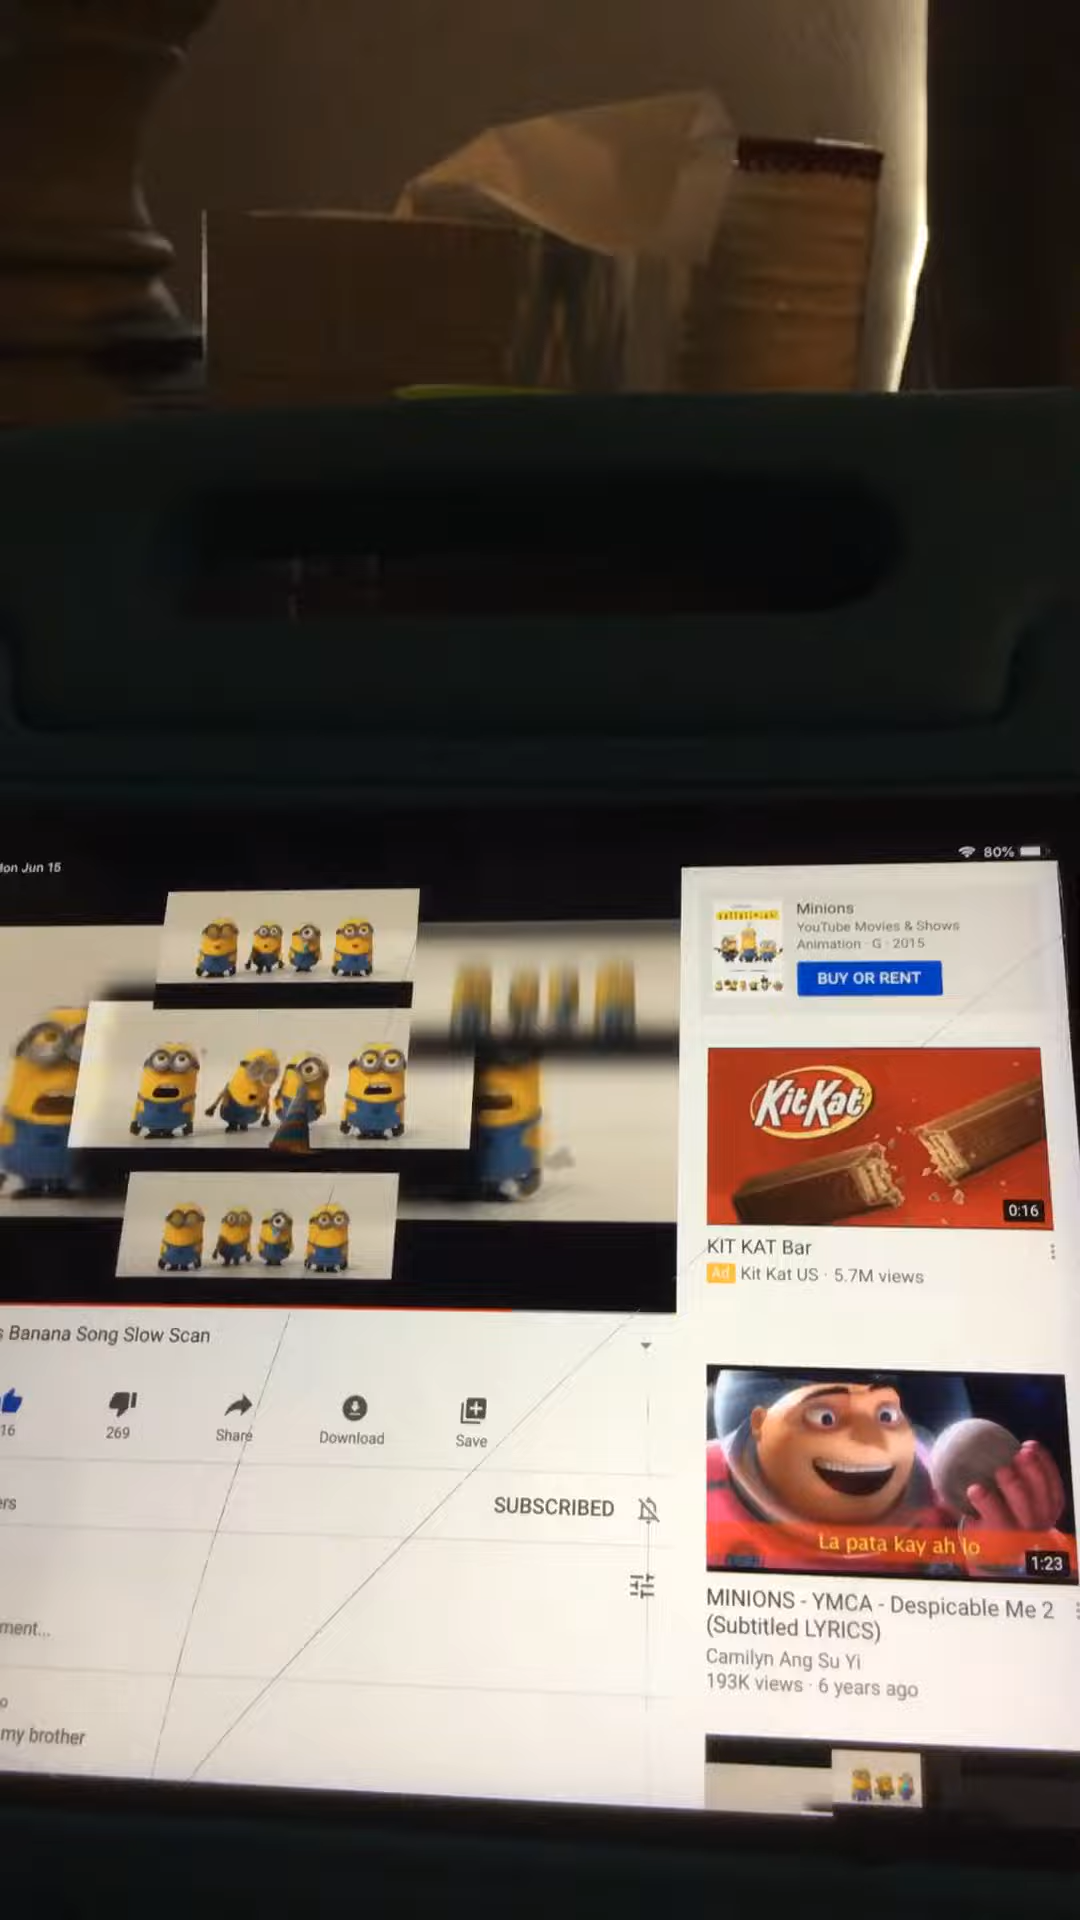 Mon Jun 15
80%
Minions
YouTube Movies & Shows
Animation · G · 2015
BUY OR RENT
KitKat
0:16
KIT KAT Bar
Ad Kit Kat US · 5.7M views
s Banana Song Slow Scan
16
269
Share
Download
Save
ers
SUBSCRIBED
ment...
o
my brother
La pata kay ah lo
1:23
MINIONS - YMCA - Despicable Me 2
(Subtitled LYRICS)
Camilyn Ang Su Yi
193K views · 6 years ago